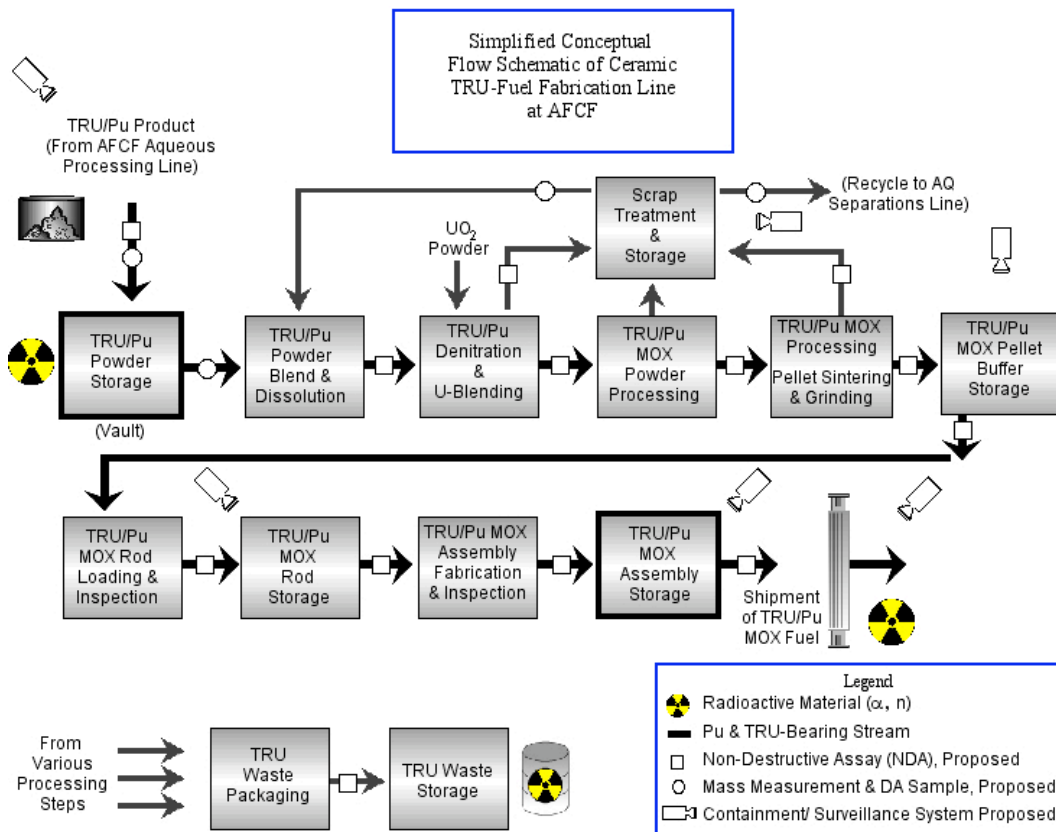 Simplified Conceptual
Flow Schematic of Ceramic
TRU-Fuel Fabrication Line
at AFCF
TRU/Pu Product
(From AFCF Aqueous
Processing Line)
UO2
Powder
Scrap
Treatment
&
Storage
(Recycle to AQ
Separations Line)
TRU/Pu
Powder
Storage
(Vault)
TRU/Pu
Powder
Blend &
Dissolution
TRU/Pu
Denitration
&
U-Blending
TRU/Pu
MOX
Powder
Processing
TRU/Pu MOX
Processing
Pellet Sintering
& Grinding
TRU/Pu
MOX Pellet
Buffer
Storage
TRU/Pu
MOX Rod
Loading &
Inspection
TRU/Pu
MOX
Rod
Storage
TRU/Pu MOX
Assembly
Fabrication
& Inspection
TRU/Pu
MOX
Assembly
Storage
Shipment
of TRU/Pu
MOX Fuel
From
Various
Processing
Steps
TRU
Waste
Packaging
TRU Waste
Storage
Legend
Radioactive Material (α, n)
Pu & TRU-Bearing Stream
Non-Destructive Assay (NDA), Proposed
Mass Measurement & DA Sample, Proposed
Containment/ Surveillance System Proposed